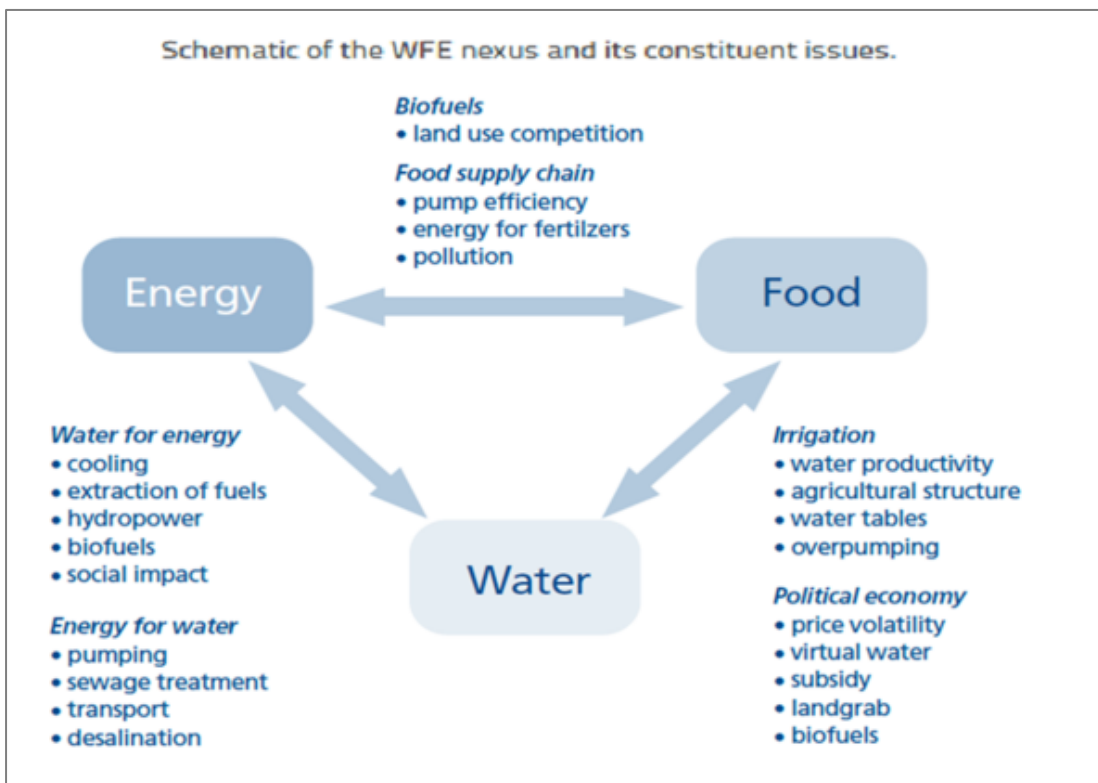 Schematic of the WFE nexus and its constituent issues.
Biofuels
• land use competition
Food supply chain
• pump efficiency
• energy for fertilzers
• pollution
Energy
Food
Water for energy
• cooling
• extraction of fuels
• hydropower
• biofuels
• social impact
Energy for water
• pumping
• sewage treatment
• transport
• desalination
Water
Irrigation
• water productivity
• agricultural structure
• water tables
• overpumping
Political economy
• price volatility
• virtual water
• subsidy
• landgrab
• biofuels